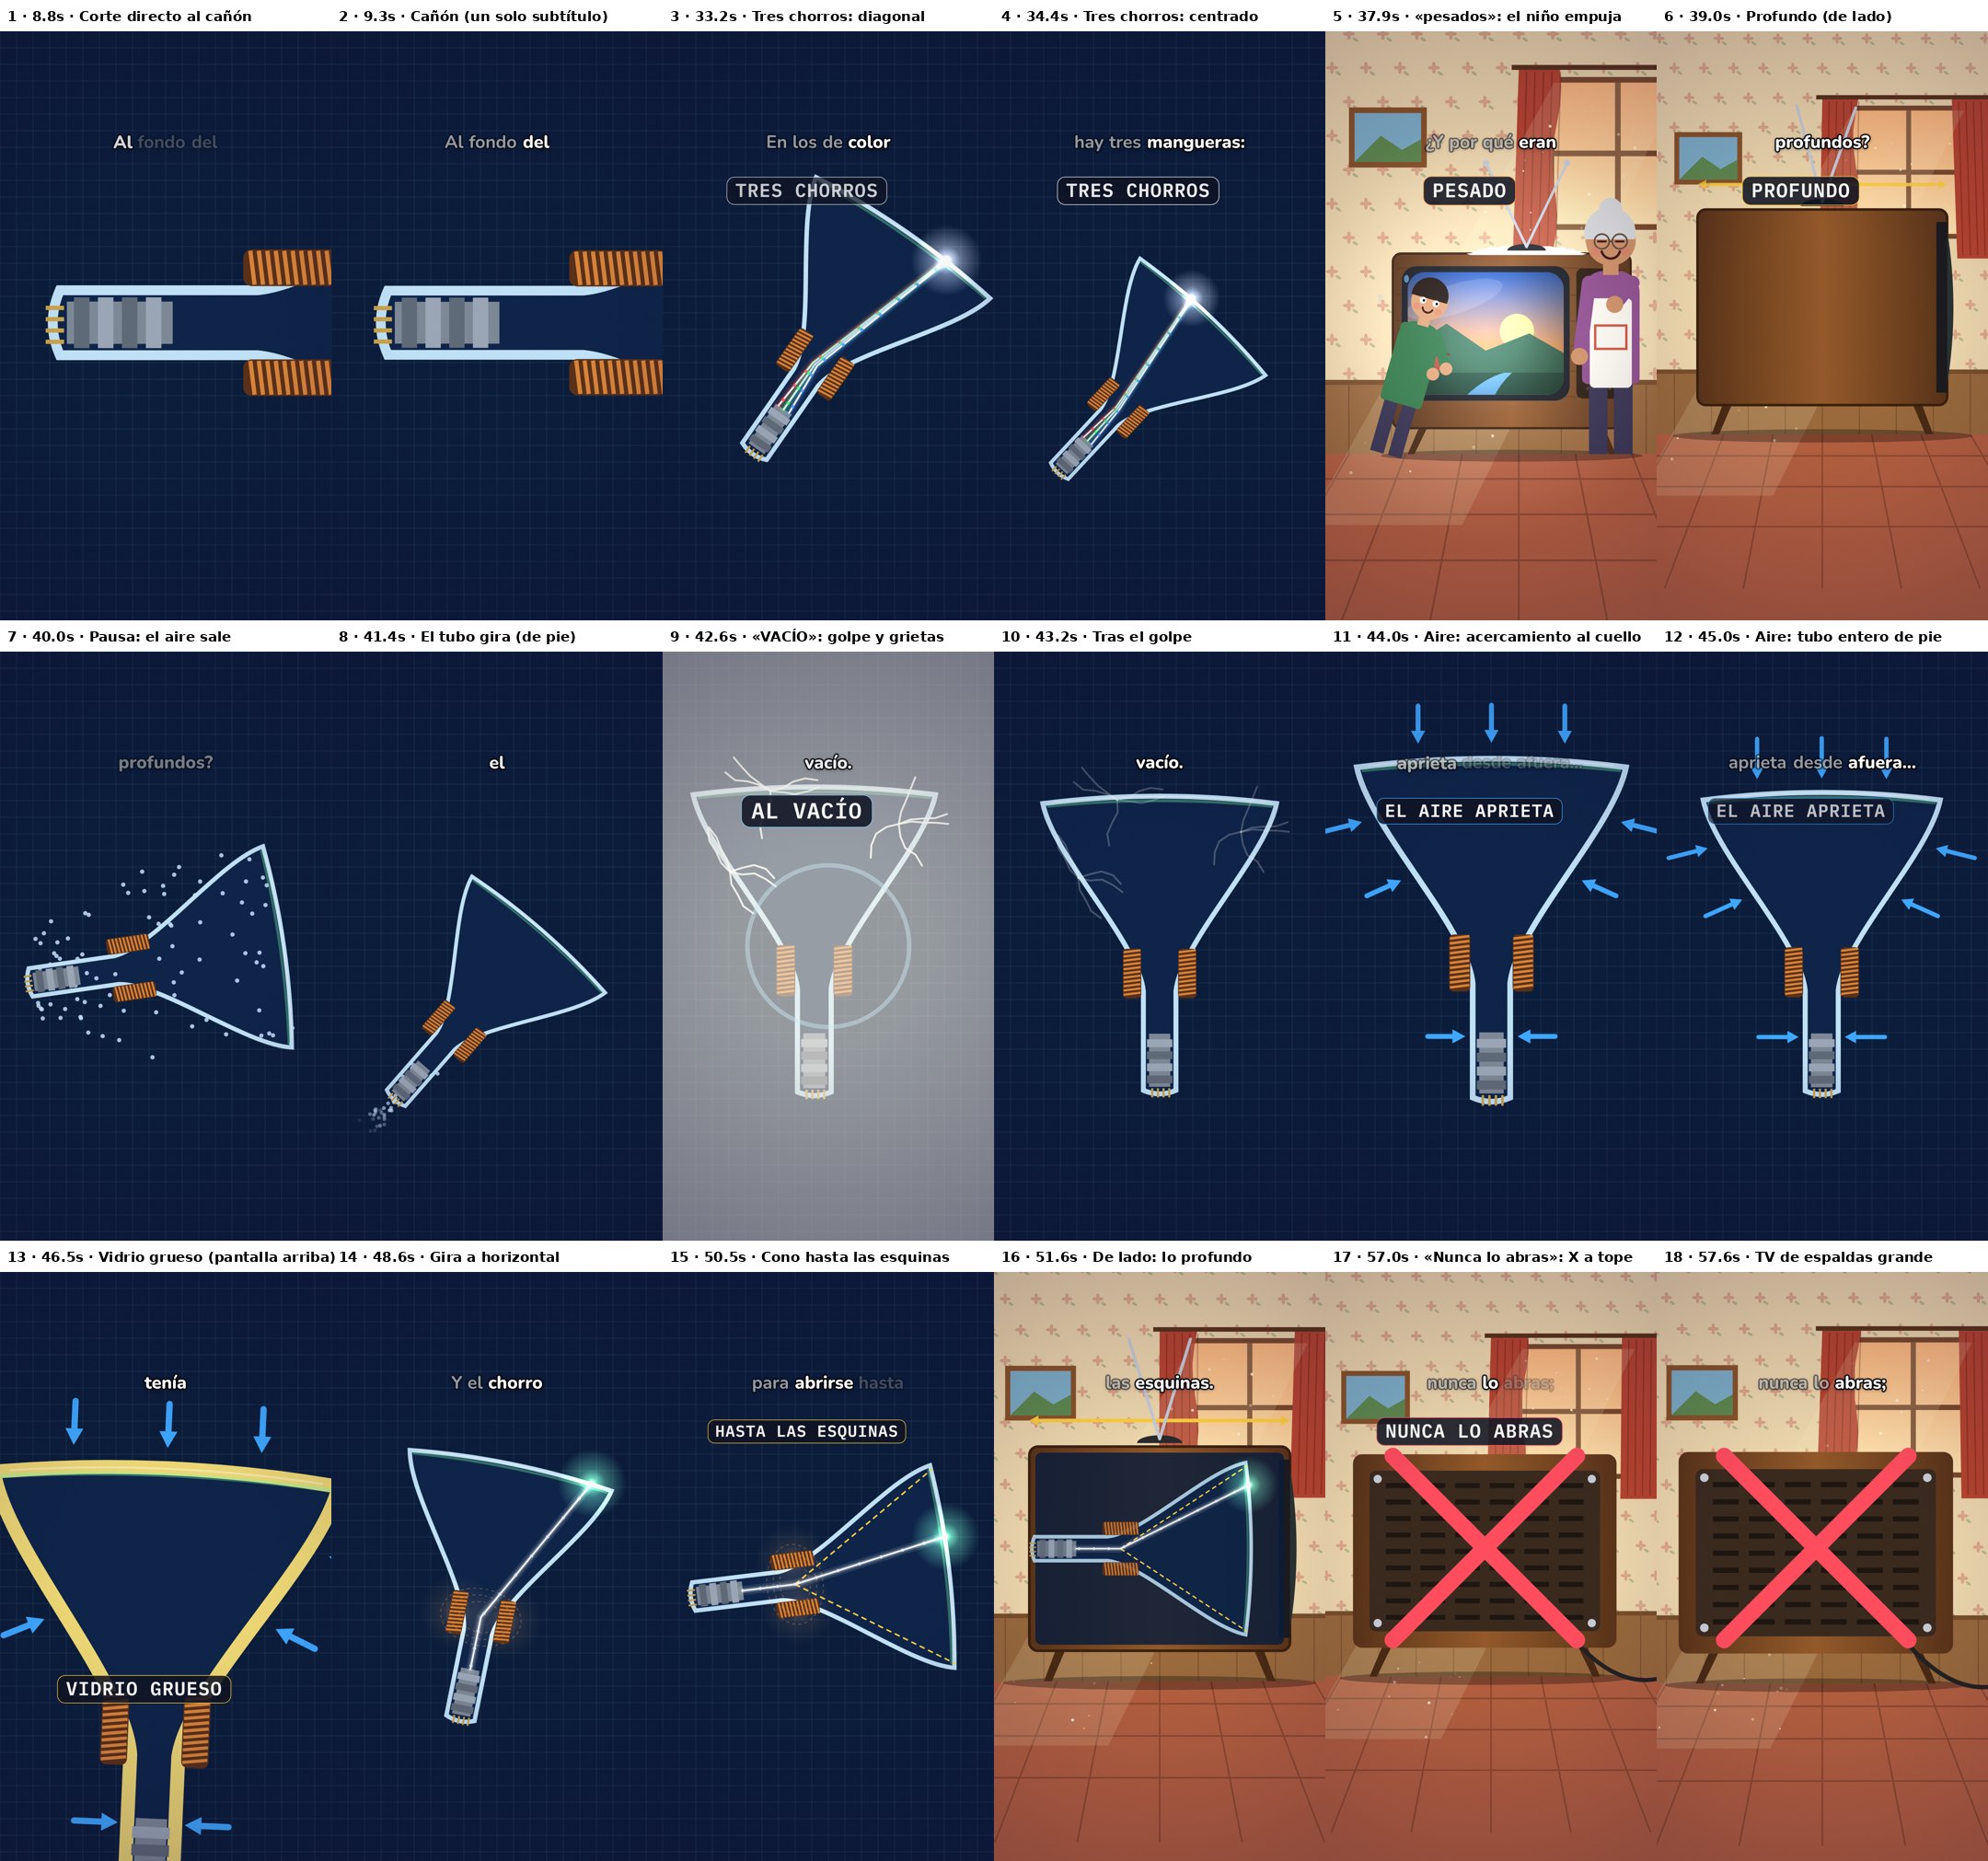 1 · 8.8s · Corte directo al cañón
Al fondo del
2 · 9.3s · Cañón (un solo subtítulo)
Al fondo del
3 · 33.2s · Tres chorros: diagonal
En los de color
TRES CHORROS
4 · 34.4s · Tres chorros: centrado
hay tres mangueras:
TRES CHORROS
5 · 37.9s · «pesados»: el niño empuja
¿Y por qué eran
PESADO
6 · 39.0s · Profundo (de lado)
profundos?
PROFUNDO
7 · 40.0s · Pausa: el aire sale
profundos?
8 · 41.4s · El tubo gira (de pie)
el
9 · 42.6s · «VACÍO»: golpe y grietas
vacío.
AL VACÍO
10 · 43.2s · Tras el golpe
vacío.
11 · 44.0s · Aire: acercamiento al cuello
aprieta desde afuera...
EL AIRE APRIETA
12 · 45.0s · Aire: tubo entero de pie
aprieta desde afuera...
EL AIRE APRIETA
13 · 46.5s · Vidrio grueso (pantalla arriba)
tenía
VIDRIO GRUESO
14 · 48.6s · Gira a horizontal
Y el chorro
15 · 50.5s · Cono hasta las esquinas
para abrirse hasta
HASTA LAS ESQUINAS
16 · 51.6s · De lado: lo profundo
las esquinas.
17 · 57.0s · «Nunca lo abras»: X a tope
nunca lo abras;
NUNCA LO ABRAS
18 · 57.6s · TV de espaldas grande
nunca lo abras;